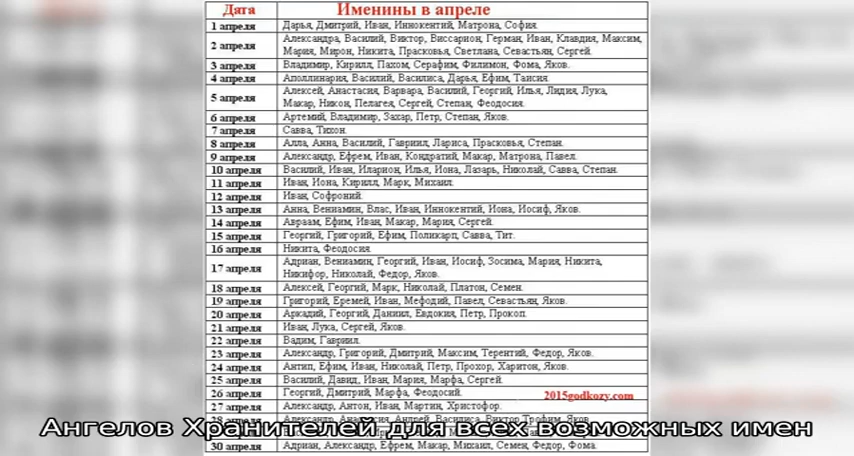 Дата Именины в апреле
1 апреля Дарья, Дмитрий, Иван, Иннокентий, Матрона, София.
2 апреля Александра, Василий, Виктор, Виссарион, Герман, Иван, Клавдия, Максим,
Мария, Мирон, Никита, Прасковья, Светлана, Севастьян, Сергей.
3 апреля Владимир, Кирилл, Пахом, Серафим, Филимон, Фома, Яков.
4 апреля Аполлинария, Василий, Василиса, Дарья, Ефим, Таисия.
5 апреля Алексей, Анастасия, Варвара, Василий, Георгий, Илья, Лидия, Лука,
Макар, Никон, Пелагея, Сергей, Степан, Феодосия.
6 апреля Артемий, Владимир, Захар, Петр, Степан, Яков.
7 апреля Савва, Тихон.
8 апреля Алла, Анна, Василий, Гавриил, Лариса, Прасковья, Степан.
9 апреля Александр, Ефрем, Иван, Кондратий, Макар, Матрона, Павел.
10 апреля Василий, Иван, Иларион, Илья, Иона, Лазарь, Николай, Савва, Степан.
11 апреля Иван, Иона, Кирилл, Марк, Михаил.
12 апреля Иван, Софроний.
13 апреля Анна, Вениамин, Влас, Иван, Иннокентий, Иона, Иосиф, Яков.
14 апреля Авраам, Ефим, Иван, Макар, Мария, Сергей.
15 апреля Георгий, Григорий, Ефим, Поликарп, Савва, Тит.
16 апреля Никита, Феодосия.
17 апреля Адриан, Вениамин, Георгий, Иван, Иосиф, Зосима, Мария, Никита,
Никифор, Николай, Федор, Яков.
18 апреля Алексей, Георгий, Марк, Николай, Платон, Семен.
19 апреля Григорий, Еремей, Иван, Мефодий, Павел, Севастьян, Яков.
20 апреля Аркадий, Георгий, Даниил, Евдокия, Петр, Прокоп.
21 апреля Иван, Лука, Сергей, Яков.
22 апреля Вадим, Гавриил.
23 апреля Александр, Григорий, Дмитрий, Максим, Терентий, Федор, Яков.
24 апреля Антип, Ефим, Иван, Николай, Петр, Прохор, Харитон, Яков.
25 апреля Василий, Давид, Иван, Мария, Марфа, Сергей.
26 апреля Георгий, Дмитрий, Марфа, Феодосий. 2015godkozy.com
27 апреля Александр, Антон, Иван, Мартин, Христофор.
Ангелов Хранителей для всех возможных имен
30 апреля Адриан, Александр, Ефрем, Макар, Михаил, Семен, Федор, Фома.